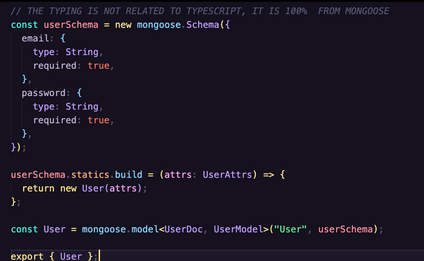 // THE TYPING IS NOT RELATED TO TYPESCRIPT, IT IS 100%  FROM MONGOOSE
const userSchema = new mongoose.Schema({
  email: {
    type: String,
    required: true,
  },
  password: {
    type: String,
    required: true,
  },
});

userSchema.statics.build = (attrs: UserAttrs) => {
  return new User(attrs);
};

const User = mongoose.model<UserDoc, UserModel>("User", userSchema);

export { User };